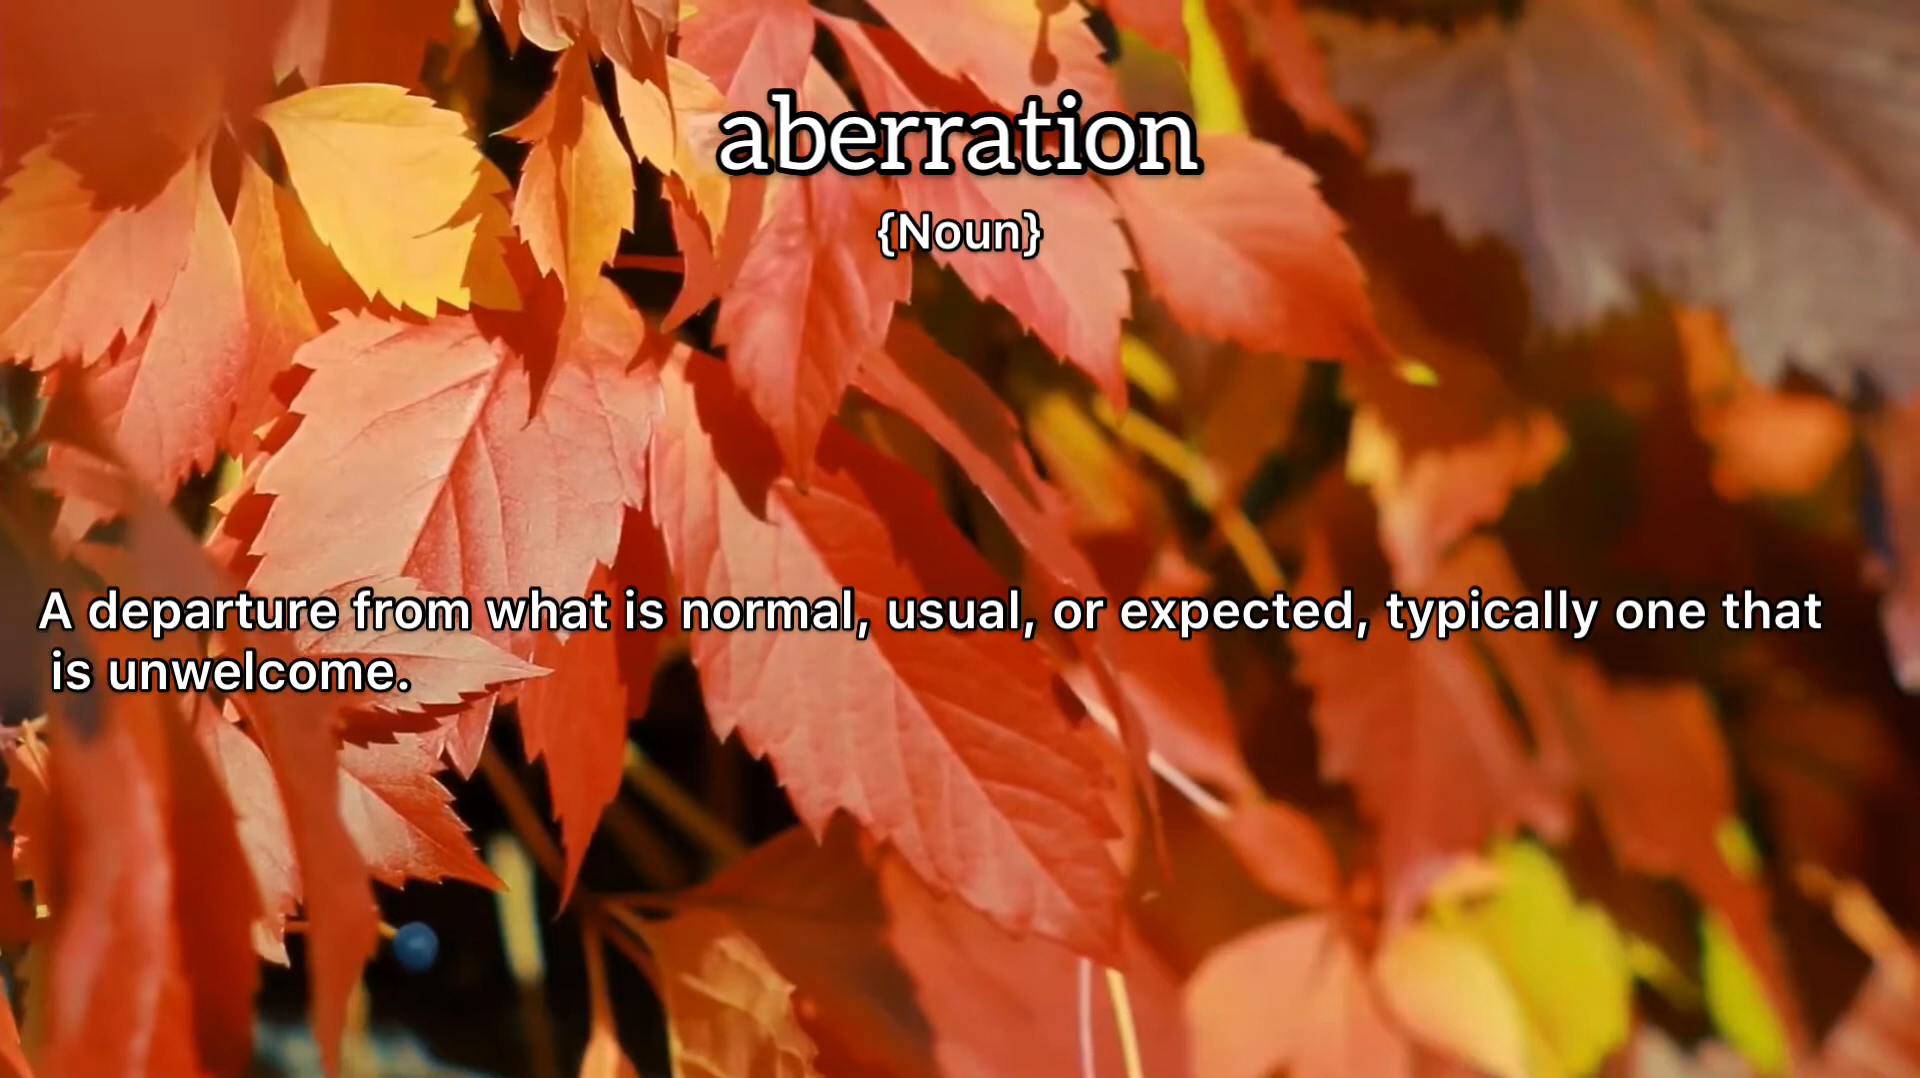 aberration
{Noun}
A departure from what is normal, usual, or expected, typically one that
is unwelcome.